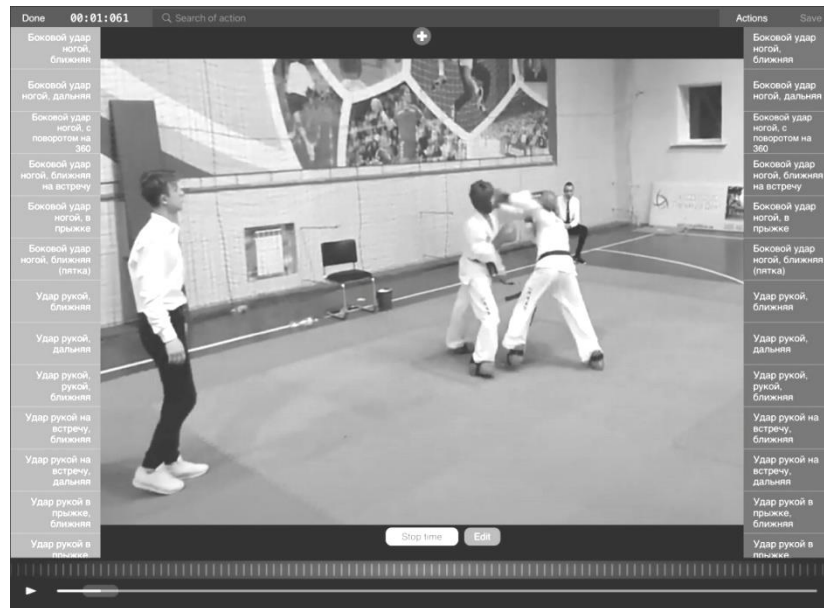 Done
00:01:061
Search of action
Actions
Save
Боковой удар
ногой,
ближняя
Боковой удар
ногой, дальняя
Боковой удар
ногой, с
поворотом на
360
Боковой удар
ногой, ближняя
на встречу
Боковой удар
ногой, в
прыжке
Боковой удар
ногой, ближняя
(пятка)
Удар рукой,
ближняя
Удар рукой,
дальняя
Удар рукой,
рукой,
ближняя
Удар рукой на
встречу,
ближняя
Удар рукой на
встречу,
дальняя
Удар рукой в
прыжке,
ближняя
Удар рукой в
прыжке,
Боковой удар
ногой,
ближняя
Боковой удар
ногой, дальняя
Боковой удар
ногой, с
поворотом на
360
Боковой удар
ногой, ближняя
на встречу
Боковой удар
ногой, в
прыжке
Боковой удар
ногой, ближняя
(пятка)
Удар рукой,
ближняя
Удар рукой,
дальняя
Удар рукой,
рукой,
ближняя
Удар рукой на
встречу,
ближняя
Удар рукой на
встречу,
дальняя
Удар рукой в
прыжке,
ближняя
Удар рукой в
прыжке,
Stop time
Edit